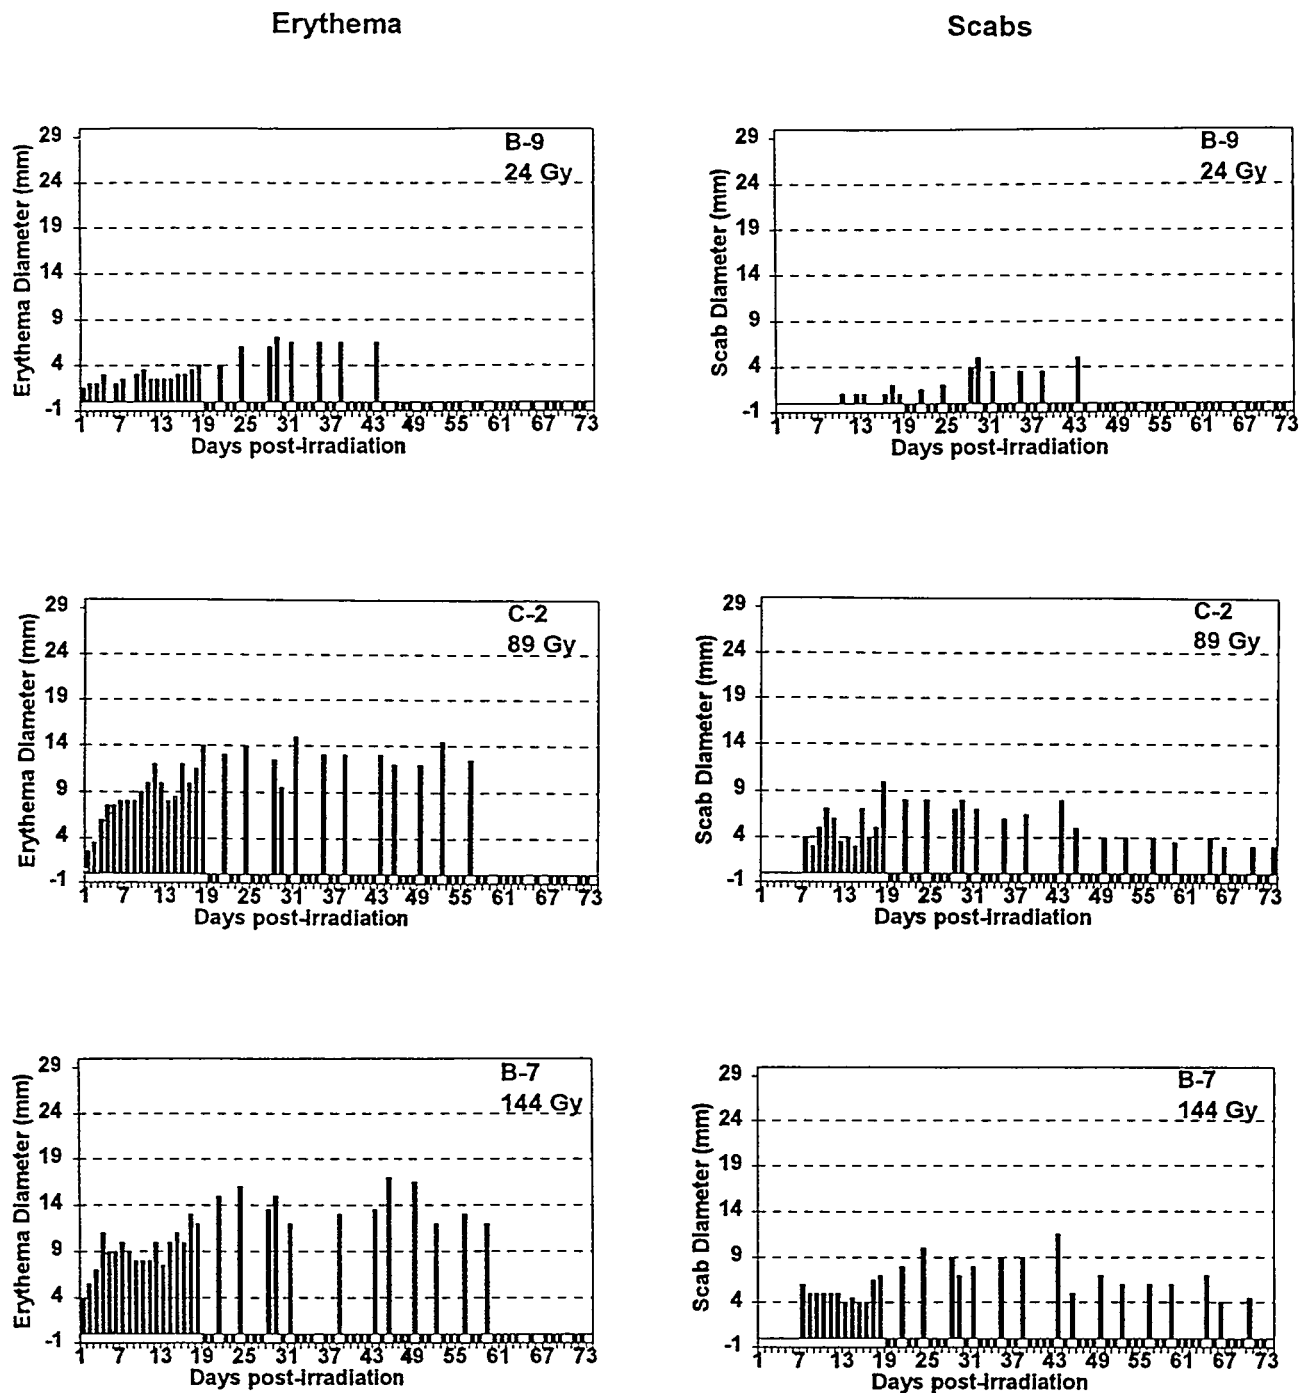 Erythema
Scabs
B-9
24 Gy
29
24
19
14
9
4
-1
Erythema Diameter (mm)
1 7 13 19 25 31 37 43 49 55 61 67 73
Days post-irradiation
B-9
24 Gy
29
24
19
14
9
4
-1
Scab Diameter (mm)
1 7 13 19 25 31 37 43 49 55 61 67 73
Days post-irradiation
C-2
89 Gy
29
24
19
14
9
4
-1
Erythema Diameter (mm)
1 7 13 19 25 31 37 43 49 55 61 67 73
Days post-irradiation
C-2
89 Gy
29
24
19
14
9
4
-1
Scab Diameter (mm)
1 7 13 19 25 31 37 43 49 55 61 67 73
Days post-irradiation
B-7
144 Gy
29
24
19
14
9
4
-1
Erythema Diameter (mm)
1 7 13 19 25 31 37 43 49 55 61 67 73
Days post-irradiation
B-7
144 Gy
29
24
19
14
9
4
-1
Scab Diameter (mm)
1 7 13 19 25 31 37 43 49 55 61 67 73
Days post-irradiation